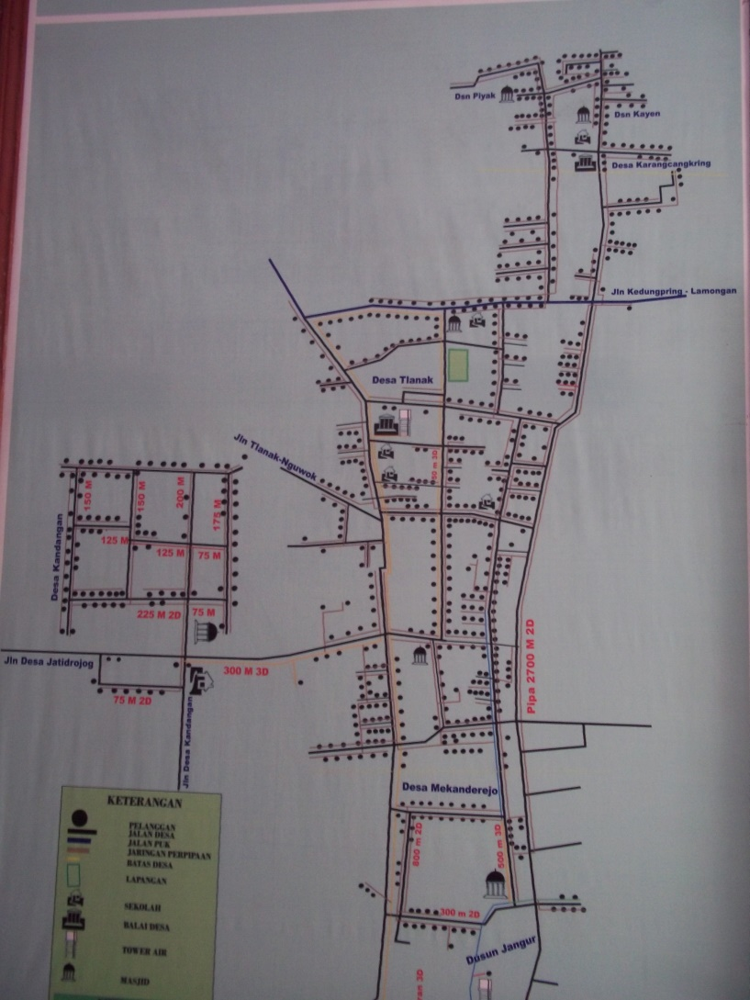 Dsn Piyak
Dsn Kayen
Desa Karangcangkring
Jln Kedungpring - Lamongan
Desa Tlanak
Jln Tlanak-Nguwok
150 M
150 M
200 M
175 M
125 M
125 M
75 M
Desa Kandangan
225 M 2D
75 M
Jln Desa Jatidrojog
300 M 3D
75 M 2D
Pipa 2700 M 2D
Jln Desa Kandangan
Desa Mekanderejo
800 m 2D
500 m 3D
300 m 2D
Dusun Jangur
3D
KETERANGAN
PELANGGAN
JALAN DESA
JALAN PUK
JARINGAN PERPIPAAN
BATAS DESA
LAPANGAN
SEKOLAH
BALAI DESA
TOWER AIR
MASJID